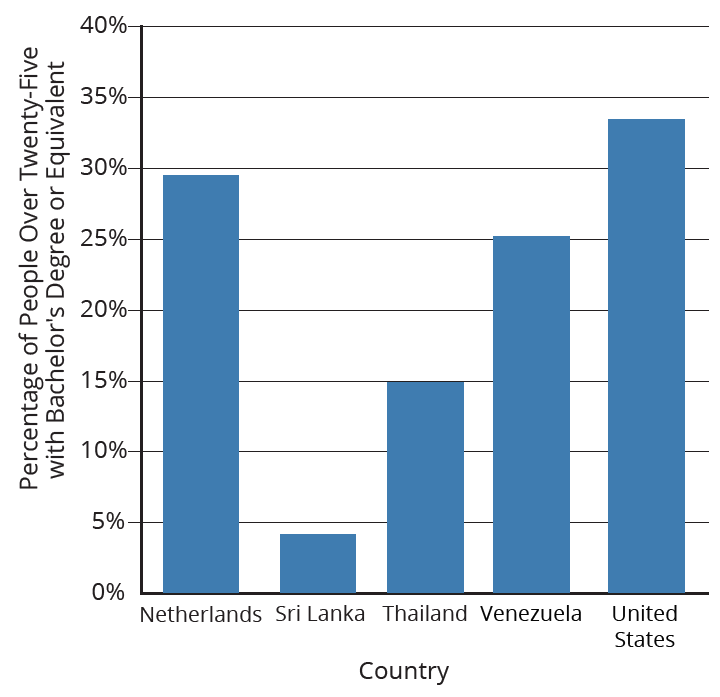 Percentage of People Over Twenty-Five
with Bachelor's Degree or Equivalent
40%
35%
30%
25%
20%
15%
10%
5%
0%
Netherlands
Sri Lanka
Thailand
Venezuela
United
States
Country